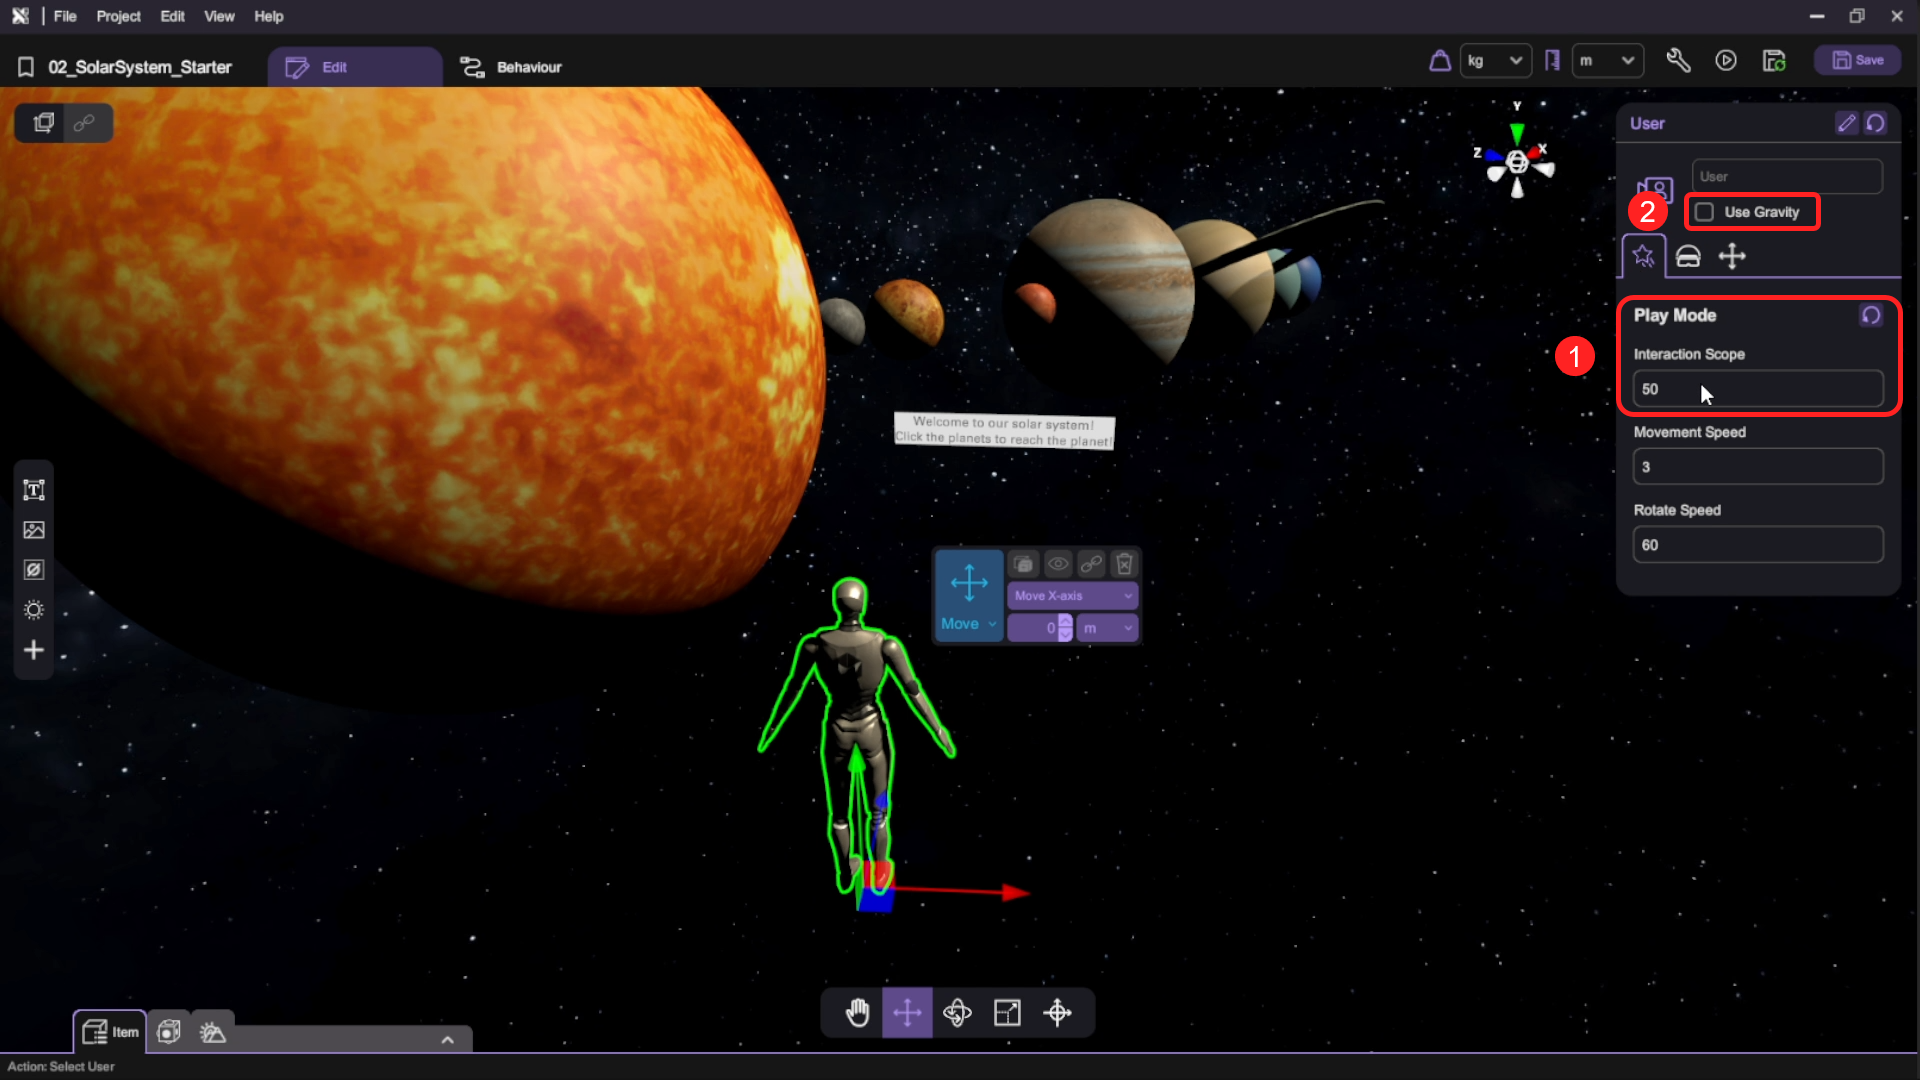 File Project Edit View Help
02_SolarSystem_Starter Edit Behaviour kg m Save
Y
Z X
User
User
2 Use Gravity
Play Mode
1 Interaction Scope
50
Movement Speed
3
Rotate Speed
60
Welcome to our solar system!
Click the planets to reach the planet!
Move X-axis
Move 0 m
Item
Action: Select User